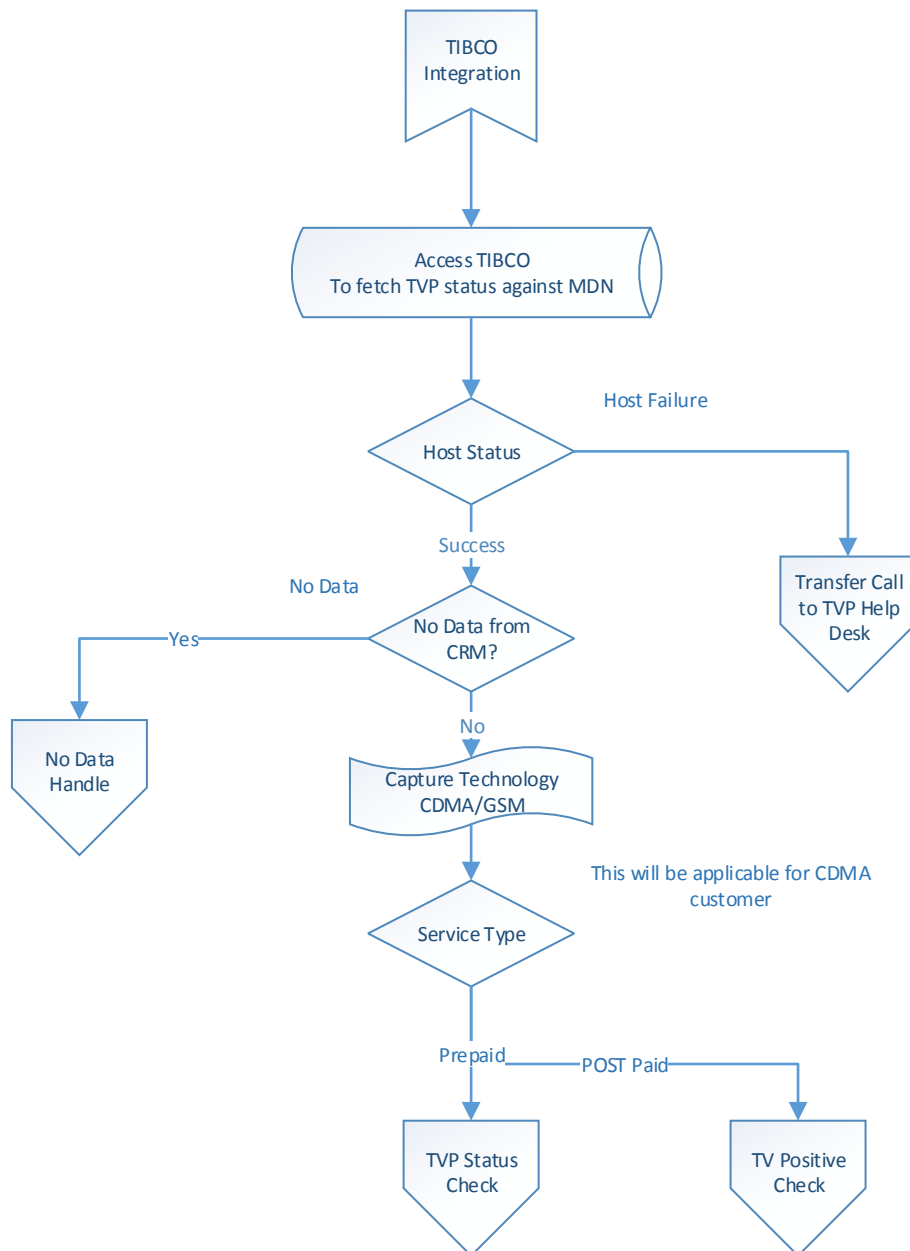 TIBCO
Integration
Access TIBCO
To fetch TVP status against MDN
Host Failure
Host Status
Success
Transfer Call
to TVP Help
Desk
No Data
No Data from
CRM?
Yes
No
No Data
Handle
Capture Technology
CDMA/GSM
This will be applicable for CDMA
customer
Service Type
Prepaid
POST Paid
TVP Status
Check
TV Positive
Check